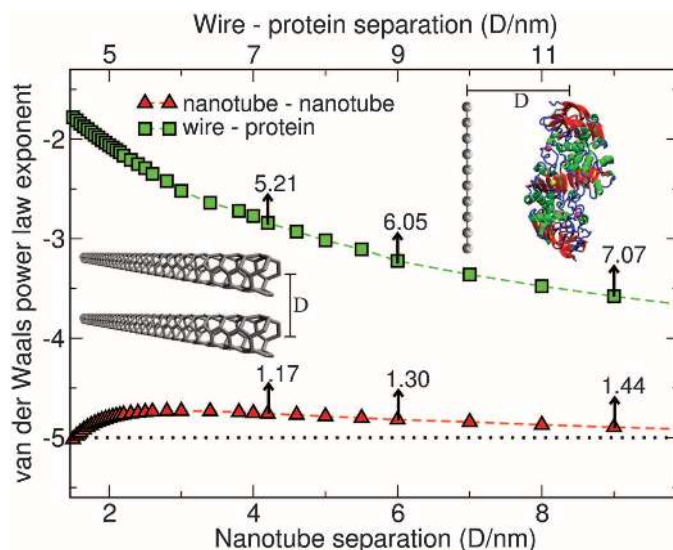 Wire - protein separation (D/nm)
5 7 9 11
van der Waals power law exponent
-2
-3
-4
-5
nanotube - nanotube
wire - protein
D
5.21
6.05
7.07
D
1.17
1.30
1.44
2 4 6 8
Nanotube separation (D/nm)